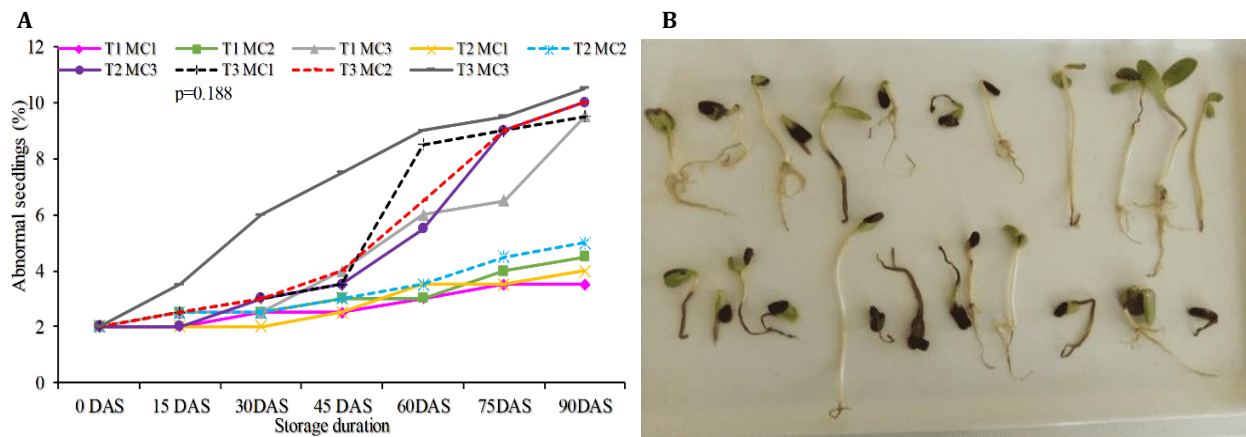 A
B
T1 MC1 T1 MC2 T1 MC3 T2 MC1 T2 MC2
T2 MC3 T3 MC1 T3 MC2 T3 MC3
p=0.188
Abnormal seedings (%)
12
10
8
6
4
2
0
0 DAS 15 DAS 30DAS 45 DAS 60DAS 75DAS 90DAS
Storage duration